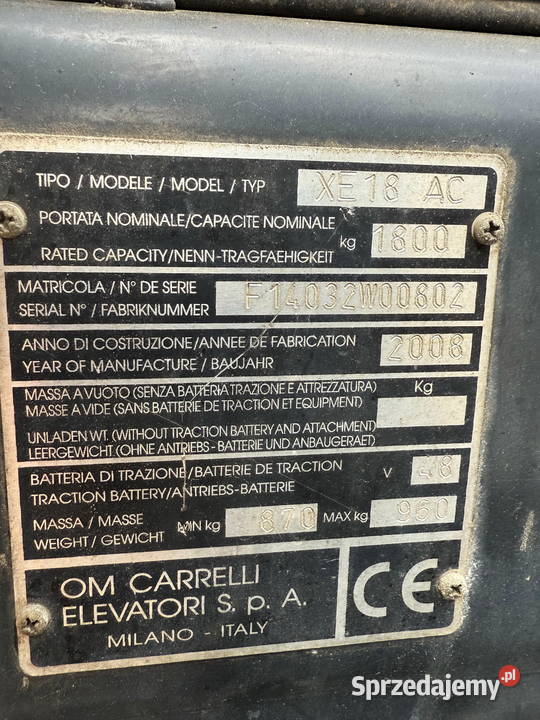 TIPO / MODELE / MODEL / TYP XE18 AC
PORTATA NOMINALE/CAPACITE NOMINALE
RATED CAPACITY/NENN-TRAGFAEHIGKEIT kg 1600
MATRICOLA / N° DE SERIE
SERIAL N° / FABRIKNUMMER F14032W00602
ANNO DI COSTRUZIONE/ANNEE DE FABRICATION
YEAR OF MANUFACTURE / BAUJAHR 2008
MASSA A VUOTO (SENZA BATTERIA TRAZIONE E ATTREZZATURA) Kg
MASSE A VIDE (SANS BATTERIE DE TRACTION ET EQUIPMENT)
UNLADEN WT. (WITHOUT TRACTION BATTERY AND ATTACHMENT)
LEERGEWICHT (OHNE ANTRIEBS - BATTERIE UND ANBAUGERAET)
BATTERIA DI TRAZIONE/BATTERIE DE TRACTION
TRACTION BATTERY/ANTRIEBS-BATTERIE V 48
MASSA / MASSE
WEIGHT / GEWICHT MIN kg 870 MAX kg 960
OM CARRELLI
ELEVATORI S. p. A.
MILANO - ITALY
CE
Sprzedajemy.pl